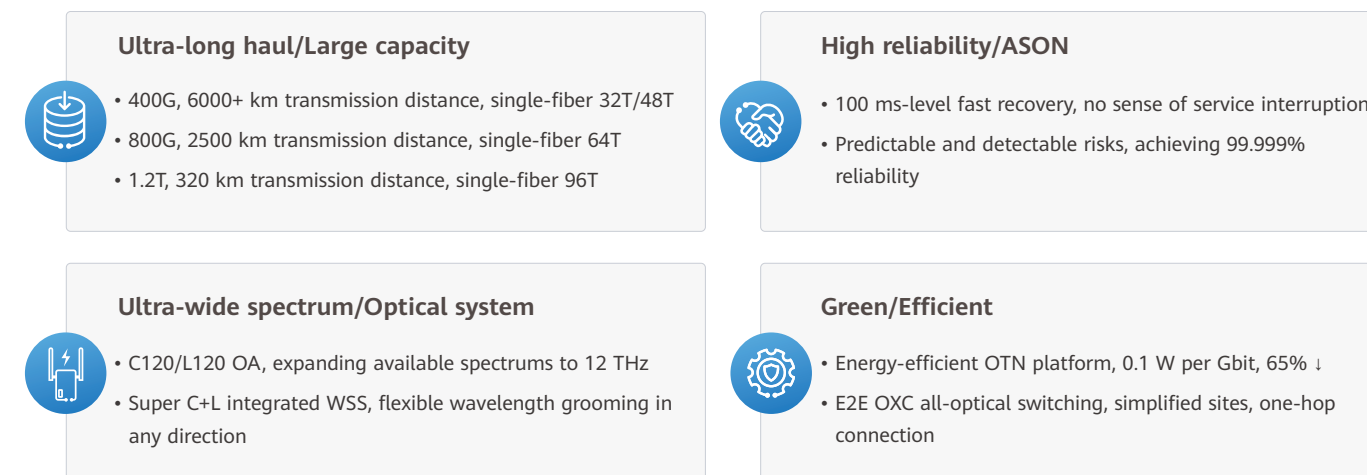 Ultra-long haul/Large capacity
• 400G, 6000+ km transmission distance, single-fiber 32T/48T
• 800G, 2500 km transmission distance, single-fiber 64T
• 1.2T, 320 km transmission distance, single-fiber 96T
High reliability/ASON
• 100 ms-level fast recovery, no sense of service interruption
• Predictable and detectable risks, achieving 99.999%
reliability
Ultra-wide spectrum/Optical system
• C120/L120 OA, expanding available spectrums to 12 THz
• Super C+L integrated WSS, flexible wavelength grooming in
any direction
Green/Efficient
• Energy-efficient OTN platform, 0.1 W per Gbit, 65% ↓
• E2E OXC all-optical switching, simplified sites, one-hop
connection